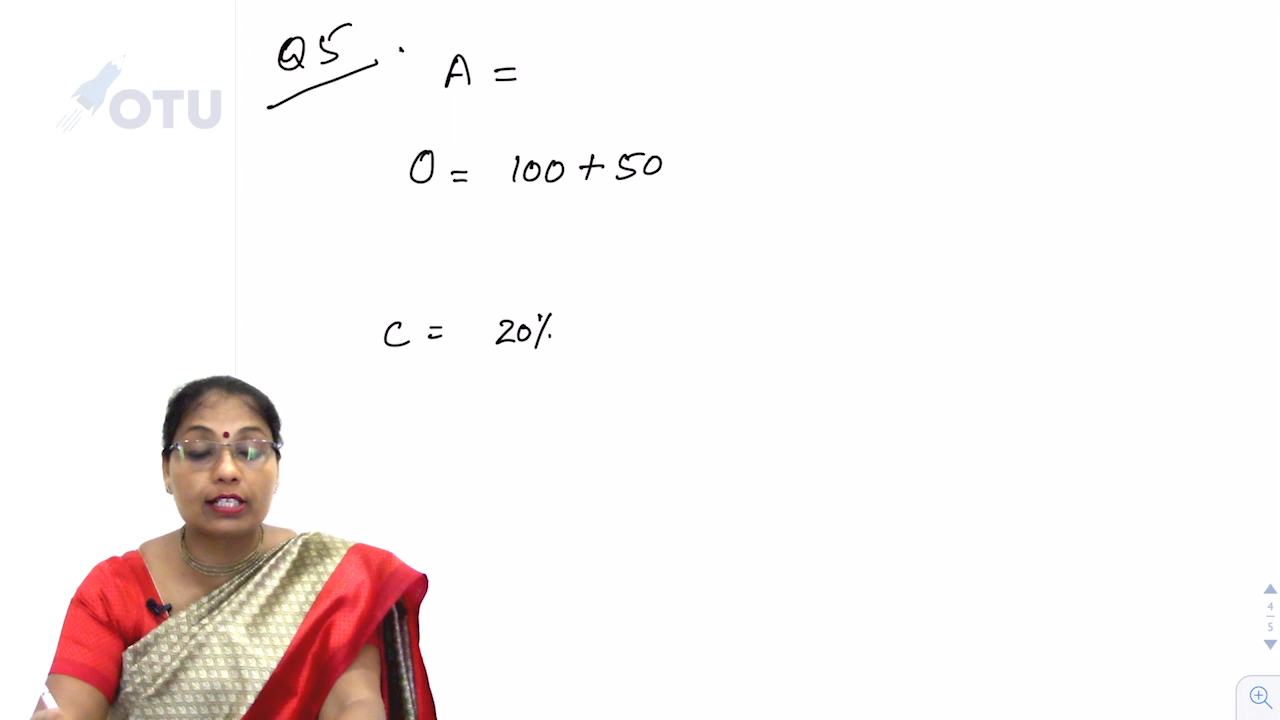 Q5. A =
OTU
O = 100 + 50
C = 20%
4
5